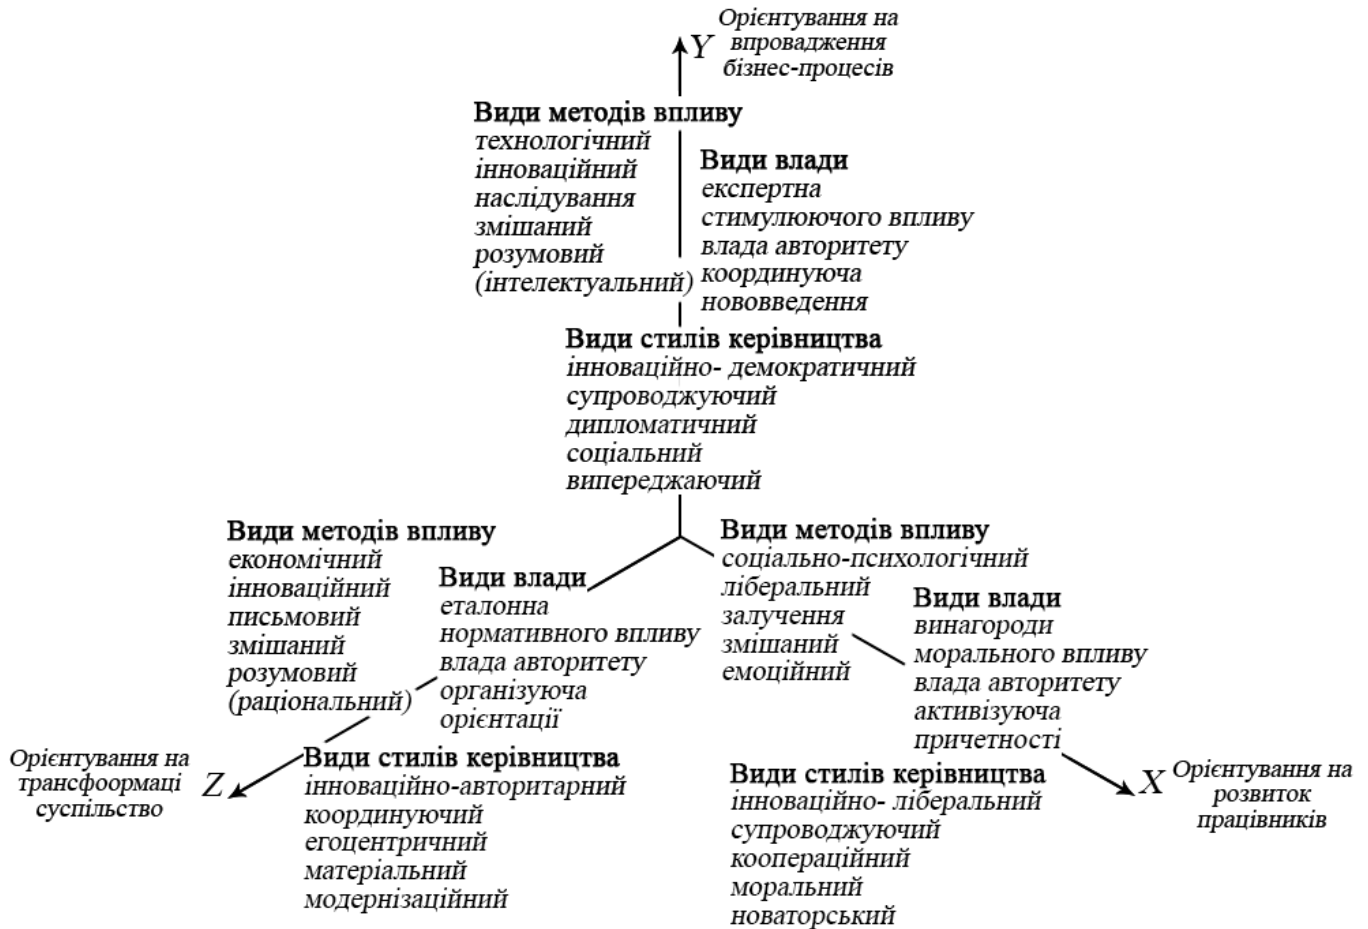 Орієнтування на
впровадження
бізнес-процесів
Y
Види методів впливу
технологічний
інноваційний
наслідування
змішаний
розумовий
(інтелектуальний)
Види влади
експертна
стимулюючого впливу
влада авторитету
координуюча
нововведення
Види стилів керівництва
інноваційно- демократичний
супроводжуючий
дипломатичний
соціальний
випереджаючий
Види методів впливу
економічний
інноваційний
письмовий
змішаний
розумовий
(раціональний)
Види влади
еталонна
нормативного впливу
влада авторитету
організуюча
орієнтації
Види стилів керівництва
інноваційно-авторитарний
координуючий
егоцентричний
матеріальний
модернізаційний
Орієнтування на
трансфоормаці
суспільство
Z
Види методів впливу
соціально-психологічний
ліберальний
залучення
змішаний
емоційний
Види влади
винагороди
морального впливу
влада авторитету
активізуюча
причетності
Види стилів керівництва
інноваційно- ліберальний
супроводжуючий
коопераційний
моральний
новаторський
X
Орієнтування на
розвиток
працівників